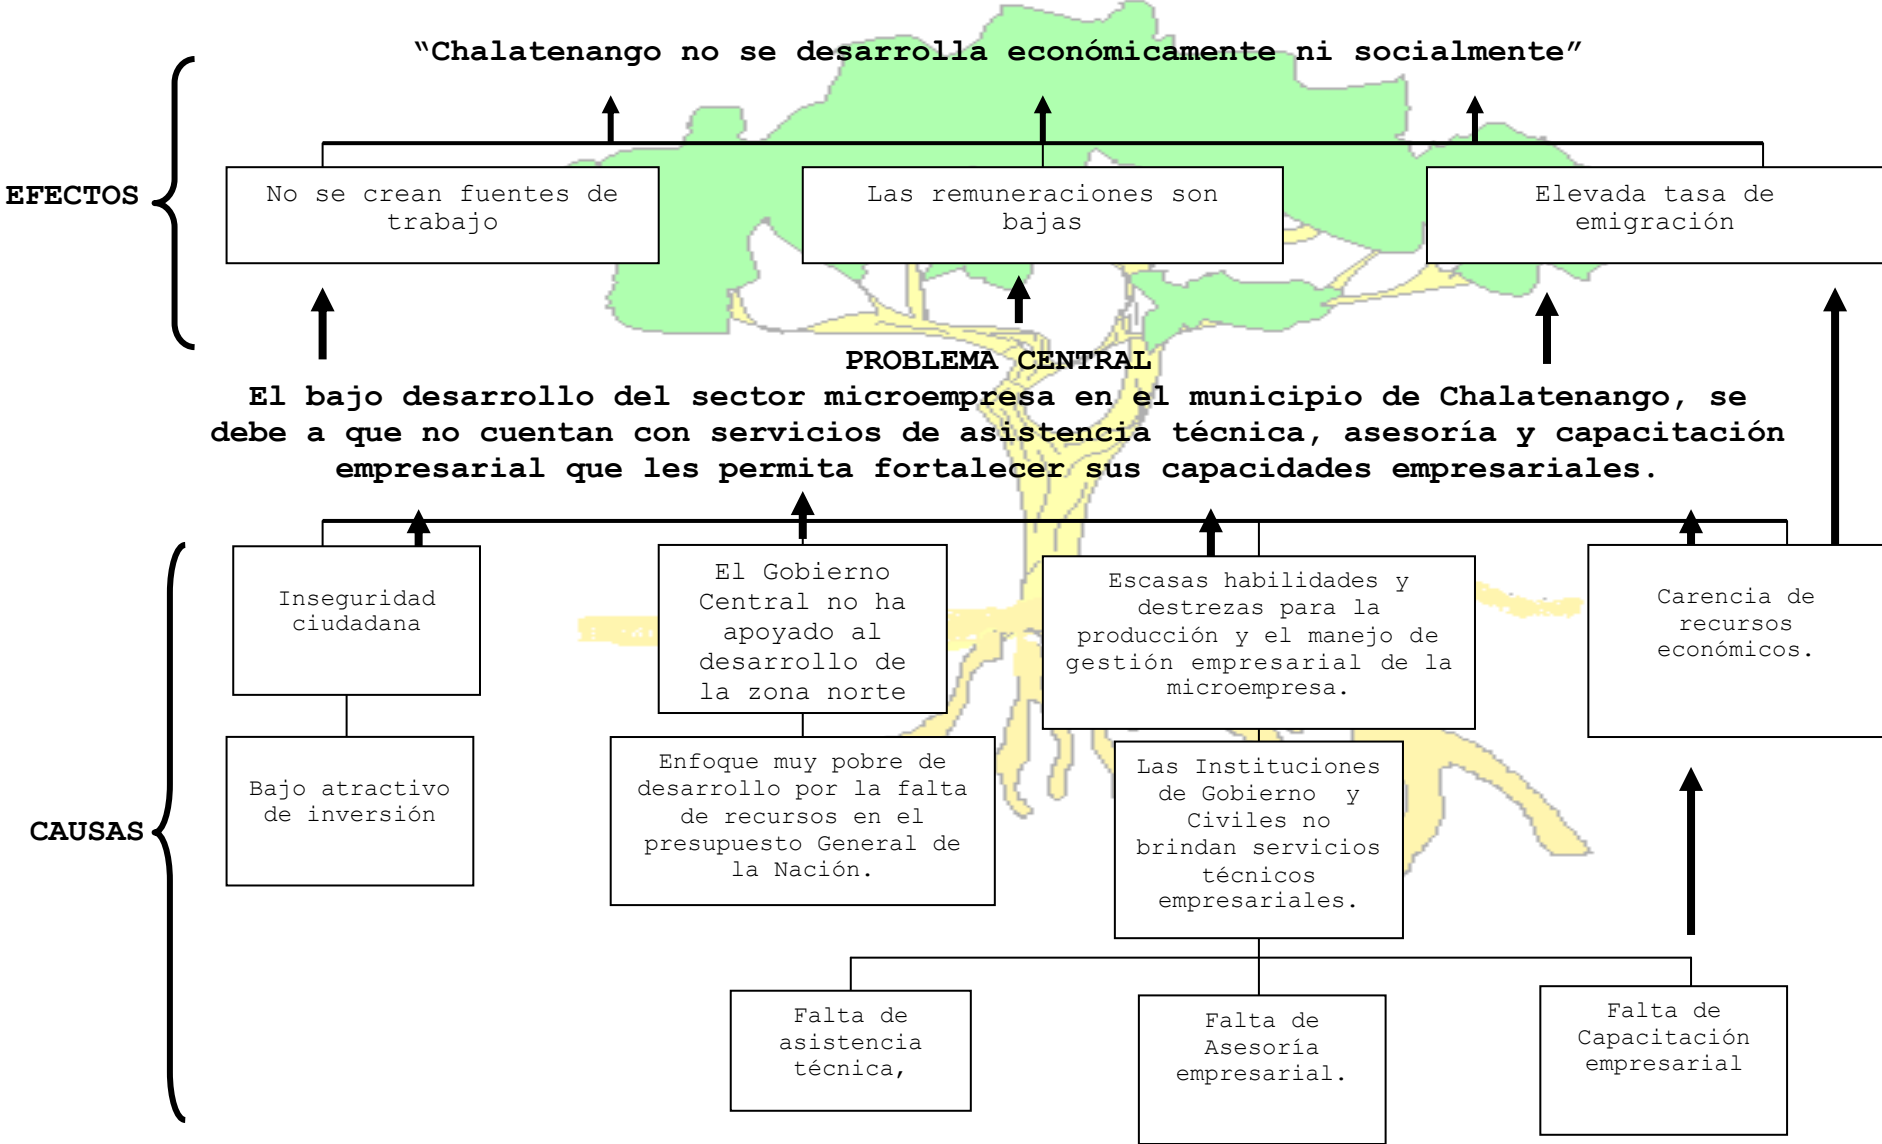 “Chalatenango no se desarrolla económicamente ni socialmente”
EFECTOS
No se crean fuentes de
trabajo
Las remuneraciones son
bajas
Elevada tasa de
emigración
PROBLEMA CENTRAL
El bajo desarrollo del sector microempresa en el municipio de Chalatenango, se
debe a que no cuentan con servicios de asistencia técnica, asesoría y capacitación
empresarial que les permita fortalecer sus capacidades empresariales.
CAUSAS
Inseguridad
ciudadana
El Gobierno
Central no ha
apoyado al
desarrollo de
la zona norte
Escasas habilidades y
destrezas para la
producción y el manejo de
gestión empresarial de la
microempresa.
Carencia de
recursos
económicos.
Bajo atractivo
de inversión
Enfoque muy pobre de
desarrollo por la falta
de recursos en el
presupuesto General de
la Nación.
Las Instituciones
de Gobierno  y
Civiles no
brindan servicios
técnicos
empresariales.
Falta de
asistencia
técnica,
Falta de
Asesoría
empresarial.
Falta de
Capacitación
empresarial